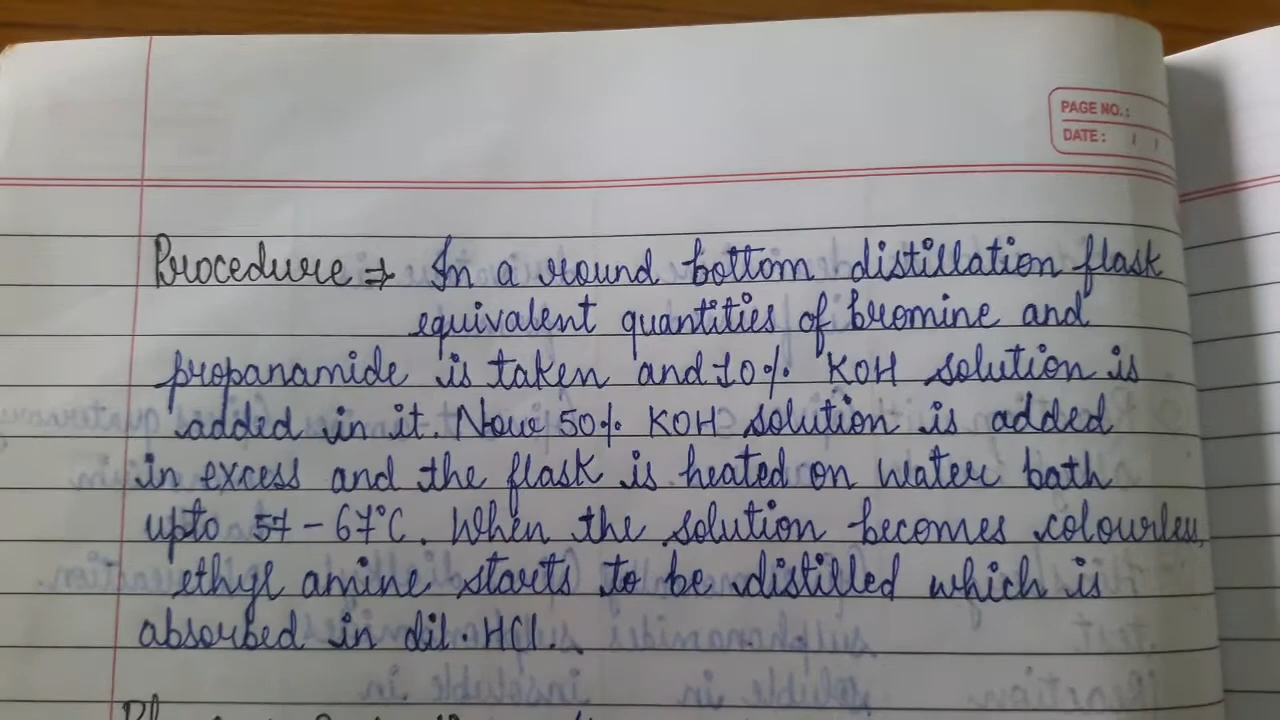 PAGE NO.:
DATE: / /
Procedure ⇒ In a round bottom distillation flask
equivalent quantities of bromine and
propanamide is taken and 10% KOH solution is
added in it. Now 50% KOH solution is added
in excess and the flask is heated on water bath
upto 57-67°C. When the solution becomes colourless,
ethyl amine starts to be distilled which is
absorbed in dil. HCl.